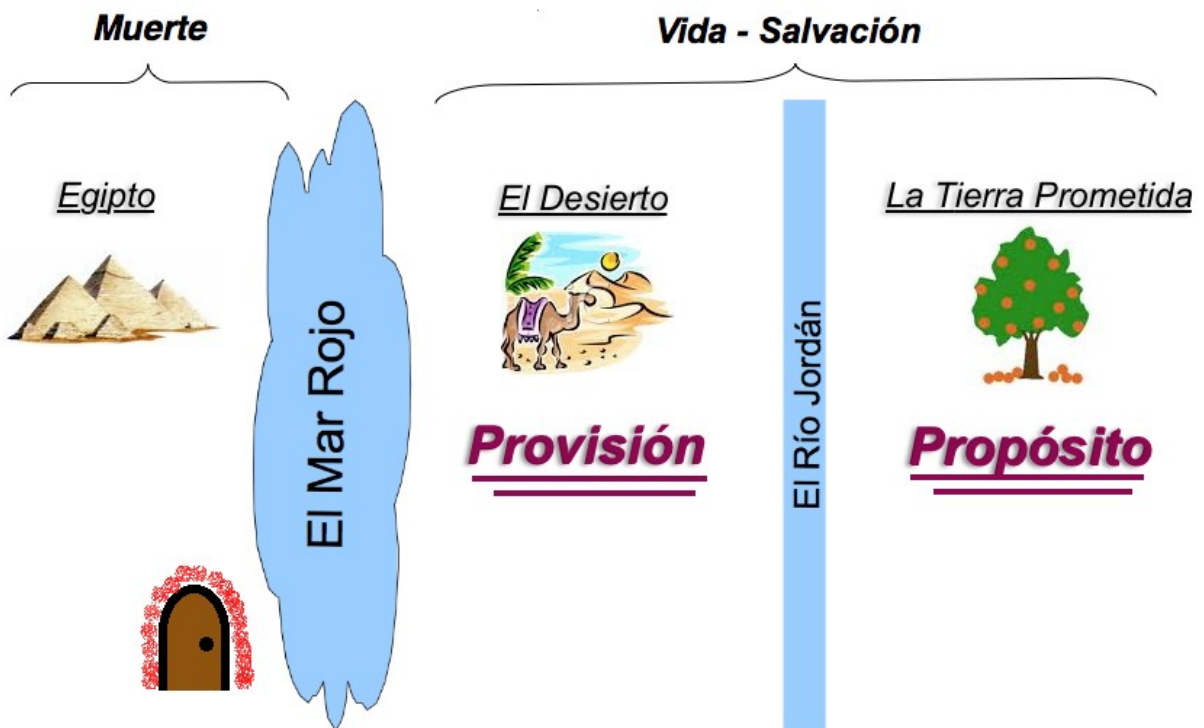 Muerte
Vida - Salvación
Egipto
El Mar Rojo
El Desierto
Provisión
El Río Jordán
La Tierra Prometida
Propósito